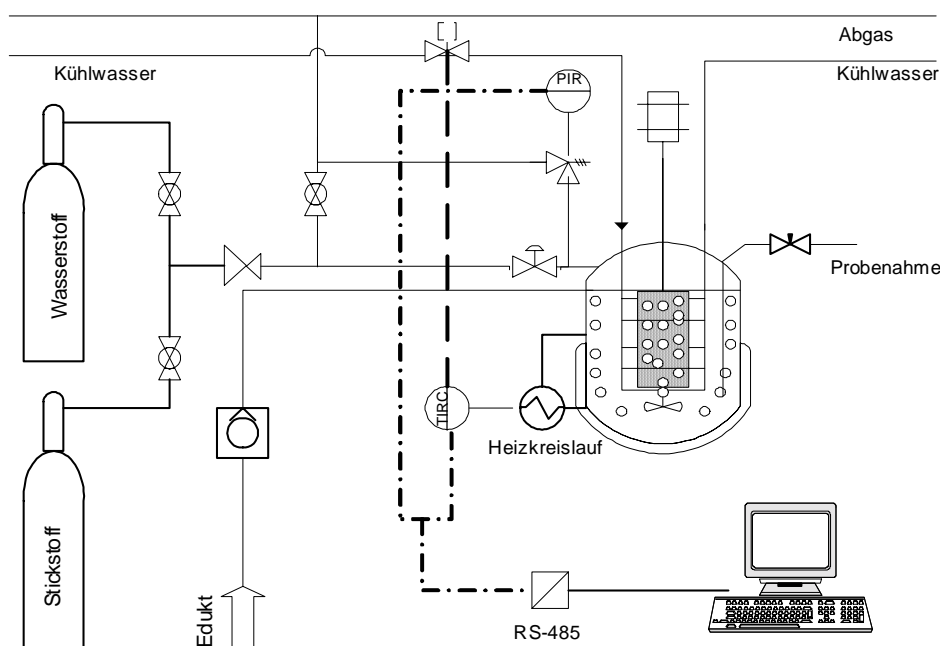 Abgas
Kühlwasser
Kühlwasser
PIR
Wasserstoff
Probenahme
TIRC
Heizkreislauf
Stickstoff
Edukt
RS-485